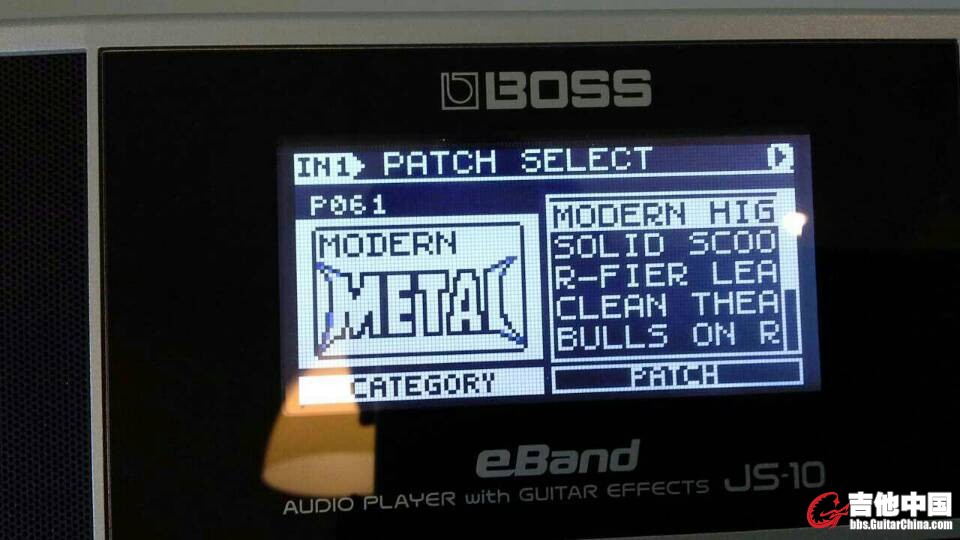 BOSS
IN1 PATCH SELECT
P061
MODERN
METAL
CATEGORY
MODERN HIG
SOLID SCOO
R-FIER LEA
CLEAN THEA
BULLS ON R
PATCH
eBand
AUDIO PLAYER with GUITAR EFFECTS JS-10
吉他中国
bbs.GuitarChina.com